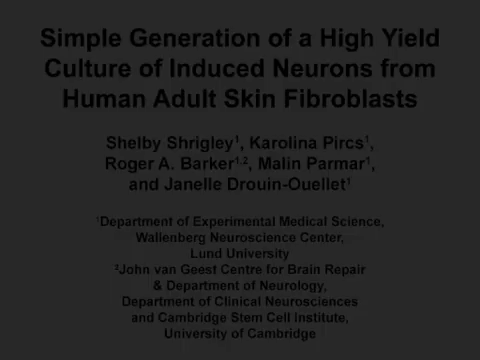 Simple Generation of a High Yield
Culture of Induced Neurons from
Human Adult Skin Fibroblasts
Shelby Shrigley¹, Karolina Pircs¹,
Roger A. Barker¹,², Malin Parmar¹,
and Janelle Drouin-Ouellet¹
¹Department of Experimental Medical Science,
Wallenberg Neuroscience Center,
Lund University
²John van Geest Centre for Brain Repair
& Department of Neurology,
Department of Clinical Neurosciences
and Cambridge Stem Cell Institute,
University of Cambridge